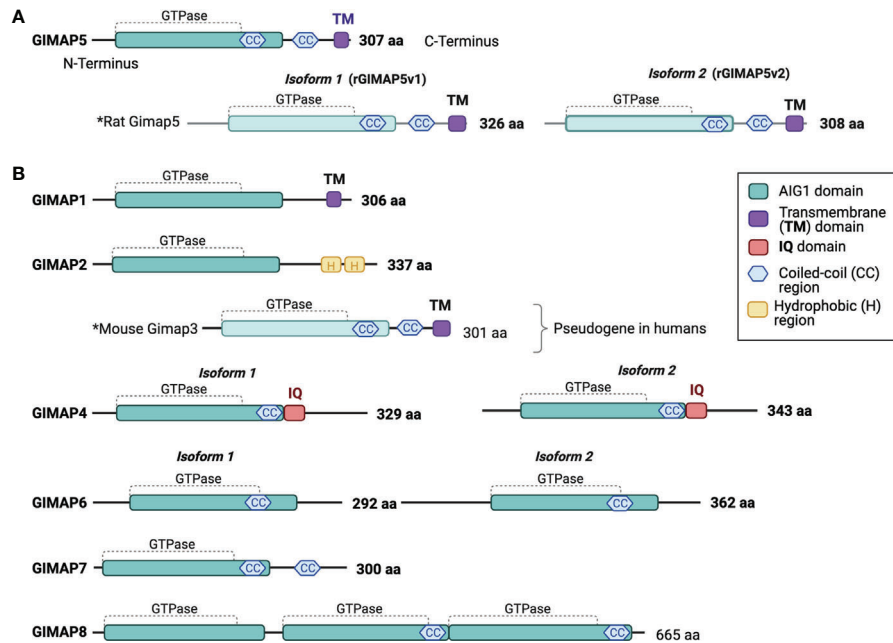 A
GTPase
TM
GIMAP5
CC
CC
307 aa
C-Terminus
N-Terminus
Isoform 1 (rGIMAP5v1)
Isoform 2 (rGIMAP5v2)
GTPase
TM
GTPase
TM
*Rat Gimap5
CC
CC
326 aa
CC
CC
308 aa
B
GTPase
TM
GIMAP1
306 aa
GTPase
GIMAP2
H
H
337 aa
GTPase
TM
*Mouse Gimap3
CC
CC
301 aa
Pseudogene in humans
AIG1 domain
Transmembrane
(TM) domain
IQ domain
Coiled-coil (CC)
region
Hydrophobic (H)
region
Isoform 1
Isoform 2
GTPase
IQ
GTPase
IQ
GIMAP4
CC
329 aa
CC
343 aa
Isoform 1
Isoform 2
GTPase
GTPase
GIMAP6
CC
292 aa
CC
362 aa
GTPase
GIMAP7
CC
CC
300 aa
GTPase
GTPase
GTPase
GIMAP8
CC
CC
665 aa